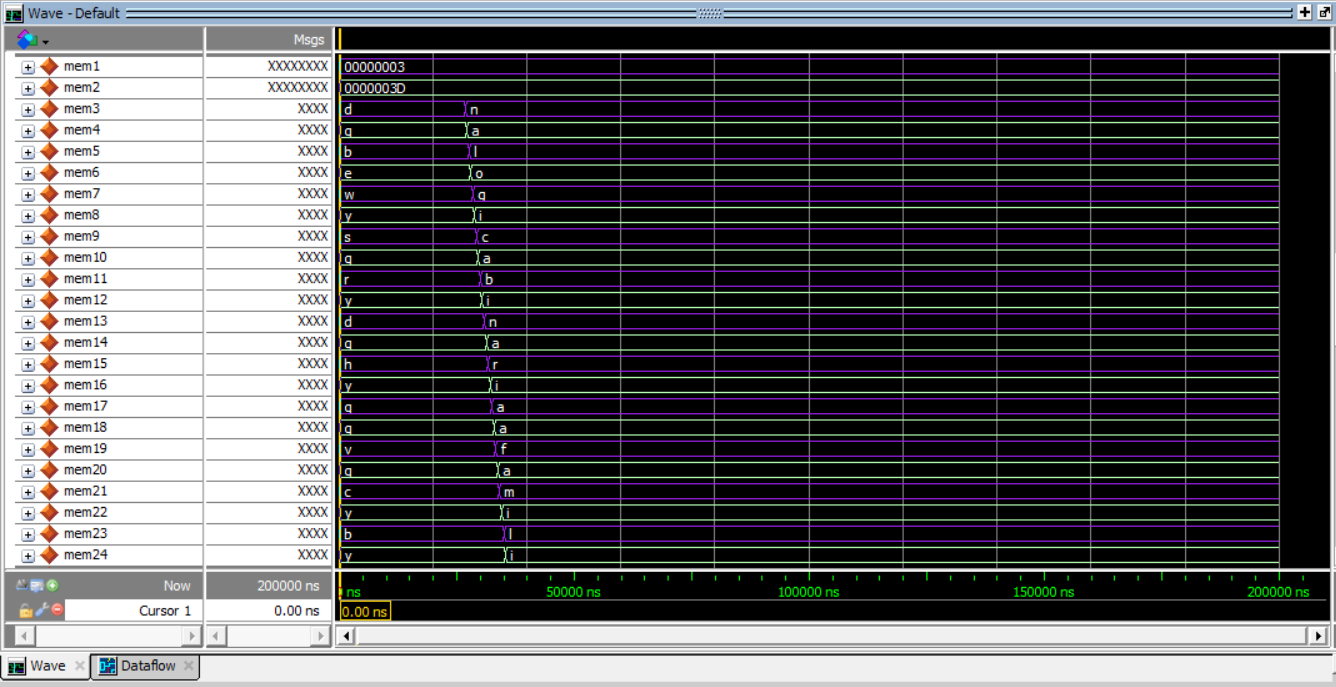 Wave - Default
Msgs
mem1 XXXXXXXX 00000003
mem2 XXXXXXXX 0000003D
mem3 XXXX d n
mem4 XXXX q a
mem5 XXXX b l
mem6 XXXX e o
mem7 XXXX w g
mem8 XXXX y i
mem9 XXXX s c
mem10 XXXX q a
mem11 XXXX r b
mem12 XXXX y i
mem13 XXXX d n
mem14 XXXX q a
mem15 XXXX h r
mem16 XXXX y i
mem17 XXXX q a
mem18 XXXX q a
mem19 XXXX v f
mem20 XXXX q a
mem21 XXXX c m
mem22 XXXX y i
mem23 XXXX b l
mem24 XXXX y i
Now 200000 ns ns 50000 ns 100000 ns 150000 ns 200000 ns
Cursor 1 0.00 ns 0.00 ns
Wave Dataflow